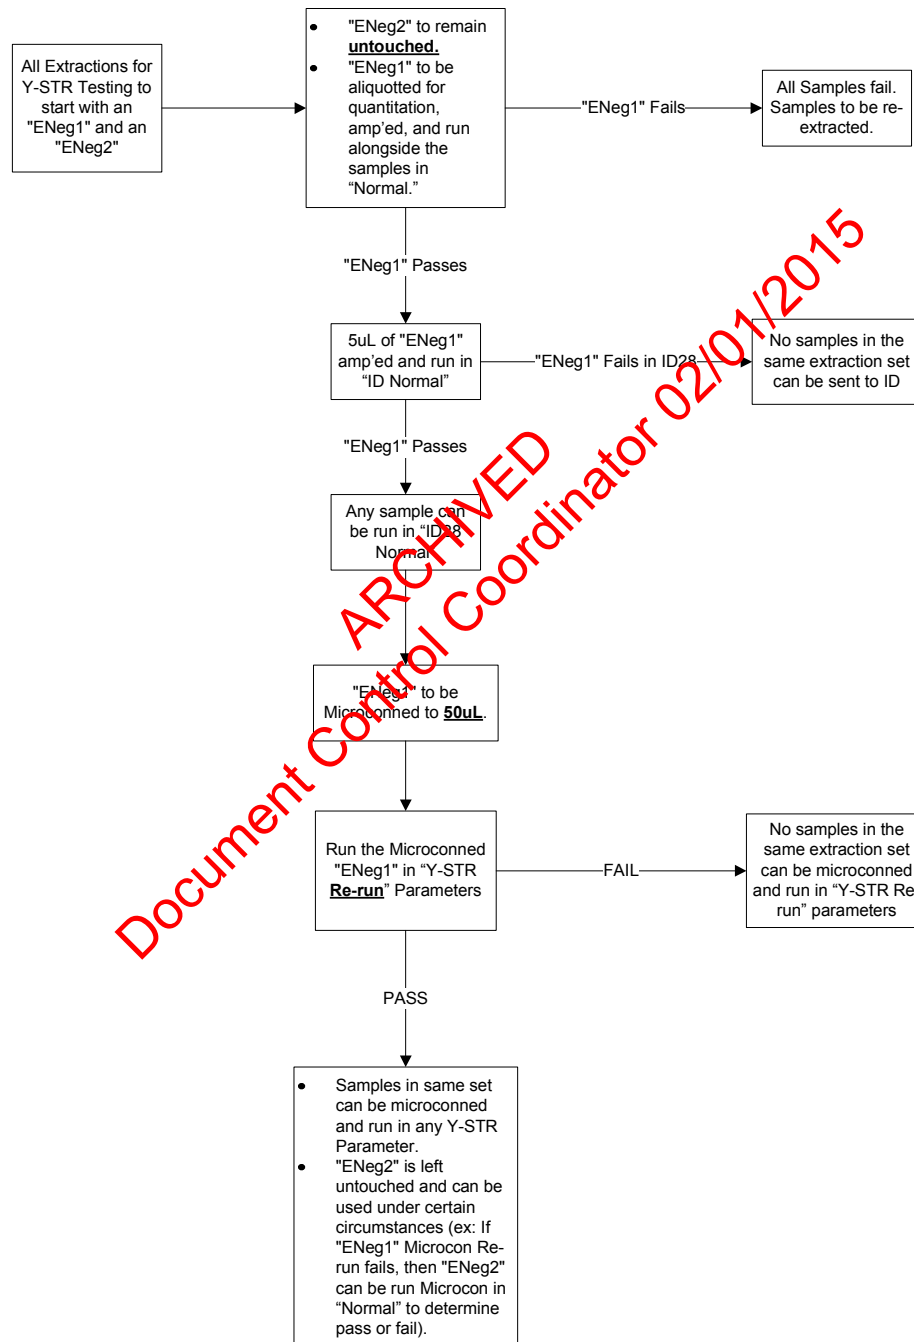 All Extractions for
Y-STR Testing to
start with an
"ENeg1" and an
"ENeg2"
• "ENeg2" to remain
untouched.
• "ENeg1" to be
aliquotted for
quantitation,
amp'ed, and run
alongside the
samples in
“Normal.”
"ENeg1" Fails
All Samples fail.
Samples to be re-
extracted.
"ENeg1" Passes
5uL of "ENeg1"
amp'ed and run in
“ID Normal”
"ENeg1" Fails in ID28
No samples in the
same extraction set
can be sent to ID
"ENeg1" Passes
Any sample can
be run in “ID28
Normal”
"ENeg1" to be
Microconned to 50uL.
Run the Microconned
"ENeg1" in “Y-STR
Re-run” Parameters
FAIL
No samples in the
same extraction set
can be microconned
and run in “Y-STR Re-
run” parameters
PASS
• Samples in same set
can be microconned
and run in any Y-STR
Parameter.
• "ENeg2" is left
untouched and can be
used under certain
circumstances (ex: If
"ENeg1" Microcon Re-
run fails, then "ENeg2"
can be run Microcon in
“Normal” to determine
pass or fail).
ARCHIVED
Document Control Coordinator 02/01/2015